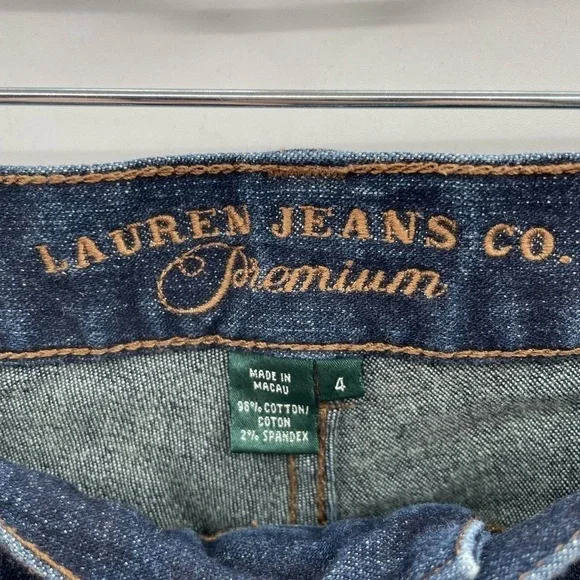 LAUREN JEANS CO.
Premium
MADE IN
MACAU
4
98% COTTON/
COTON
2% SPANDEX